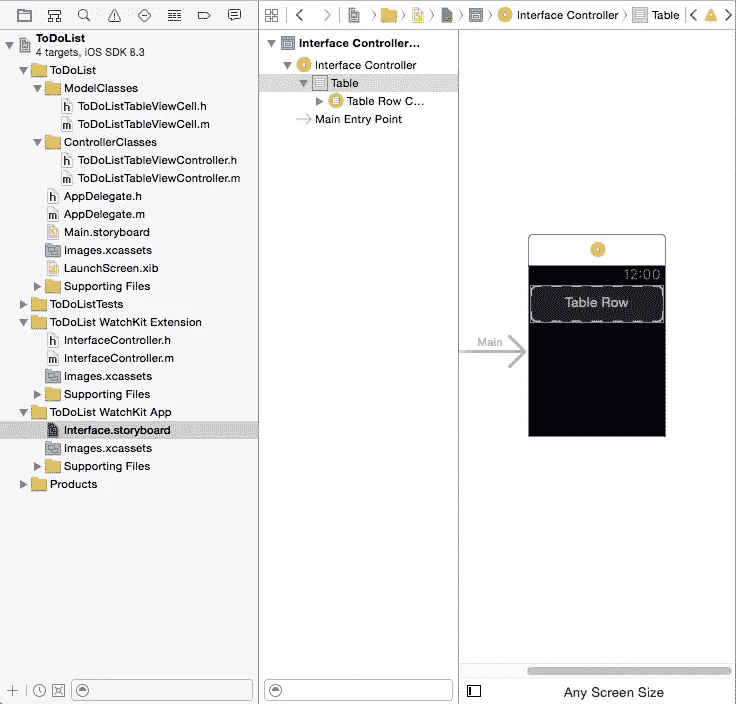 Interface Controller
Table
ToDoList
4 targets, iOS SDK 8.3
ToDoList
ModelClasses
h ToDoListTableViewCell.h
m ToDoListTableViewCell.m
ControllerClasses
h ToDoListTableViewController.h
m ToDoListTableViewController.m
h AppDelegate.h
m AppDelegate.m
Main.storyboard
Images.xcassets
LaunchScreen.xib
Supporting Files
ToDoListTests
ToDoList WatchKit Extension
h InterfaceController.h
m InterfaceController.m
Images.xcassets
Supporting Files
ToDoList WatchKit App
Interface.storyboard
Images.xcassets
Supporting Files
Products
Interface Controller...
Interface Controller
Table
Table Row C...
Main Entry Point
12:00
Table Row
Main
Any Screen Size